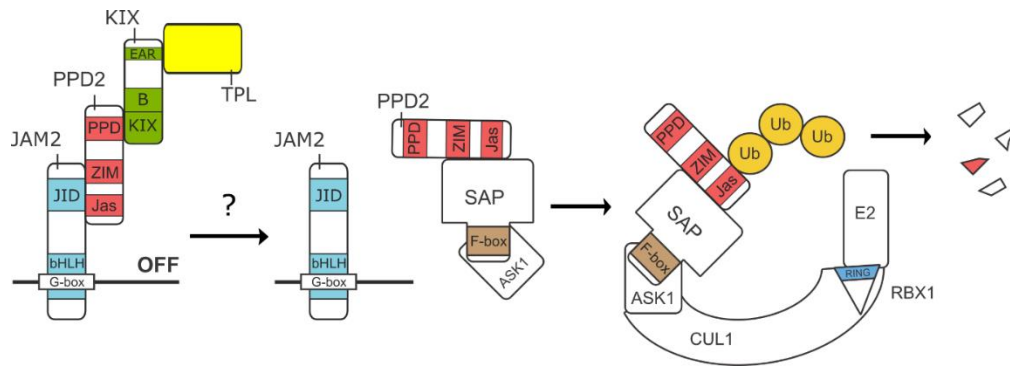 KIX
EAR
TPL
B
KIX
PPD2
PPD
ZIM
Jas
JAM2
JID
bHLH
G-box
OFF
?
JAM2
JID
bHLH
G-box
PPD2
PPD
ZIM
Jas
SAP
F-box
ASK1
PPD
ZIM
Jas
Ub
Ub
Ub
SAP
F-box
ASK1
CUL1
E2
RING
RBX1